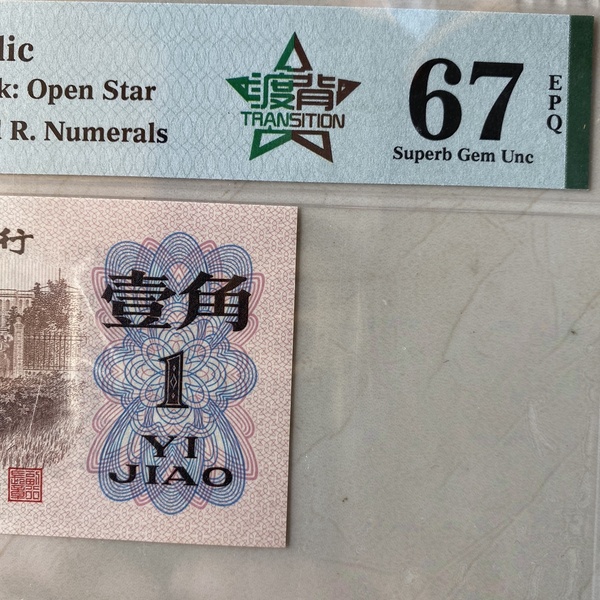 lic
k: Open Star
l R. Numerals
渡背
TRANSITION
67
EPQ
Superb Gem Unc
行
壹角
1
YI
JIAO